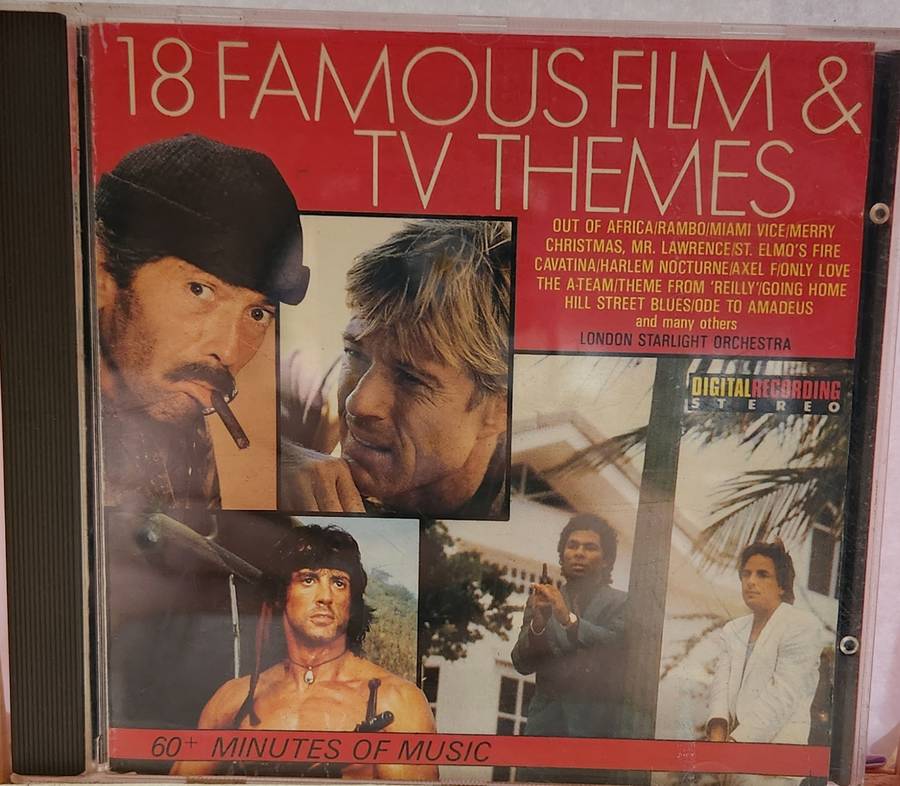 18 FAMOUS FILM &
TV THEMES
OUT OF AFRICA/RAMBO/MIAMI VICE/MERRY
CHRISTMAS, MR. LAWRENCE/ST. ELMO'S FIRE
CAVATINA/HARLEM NOCTURNE/AXEL F/ONLY LOVE
THE A-TEAM/THEME FROM 'REILLY'/GOING HOME
HILL STREET BLUES/ODE TO AMADEUS
and many others
LONDON STARLIGHT ORCHESTRA
DIGITAL RECORDING
STEREO
60+ MINUTES OF MUSIC